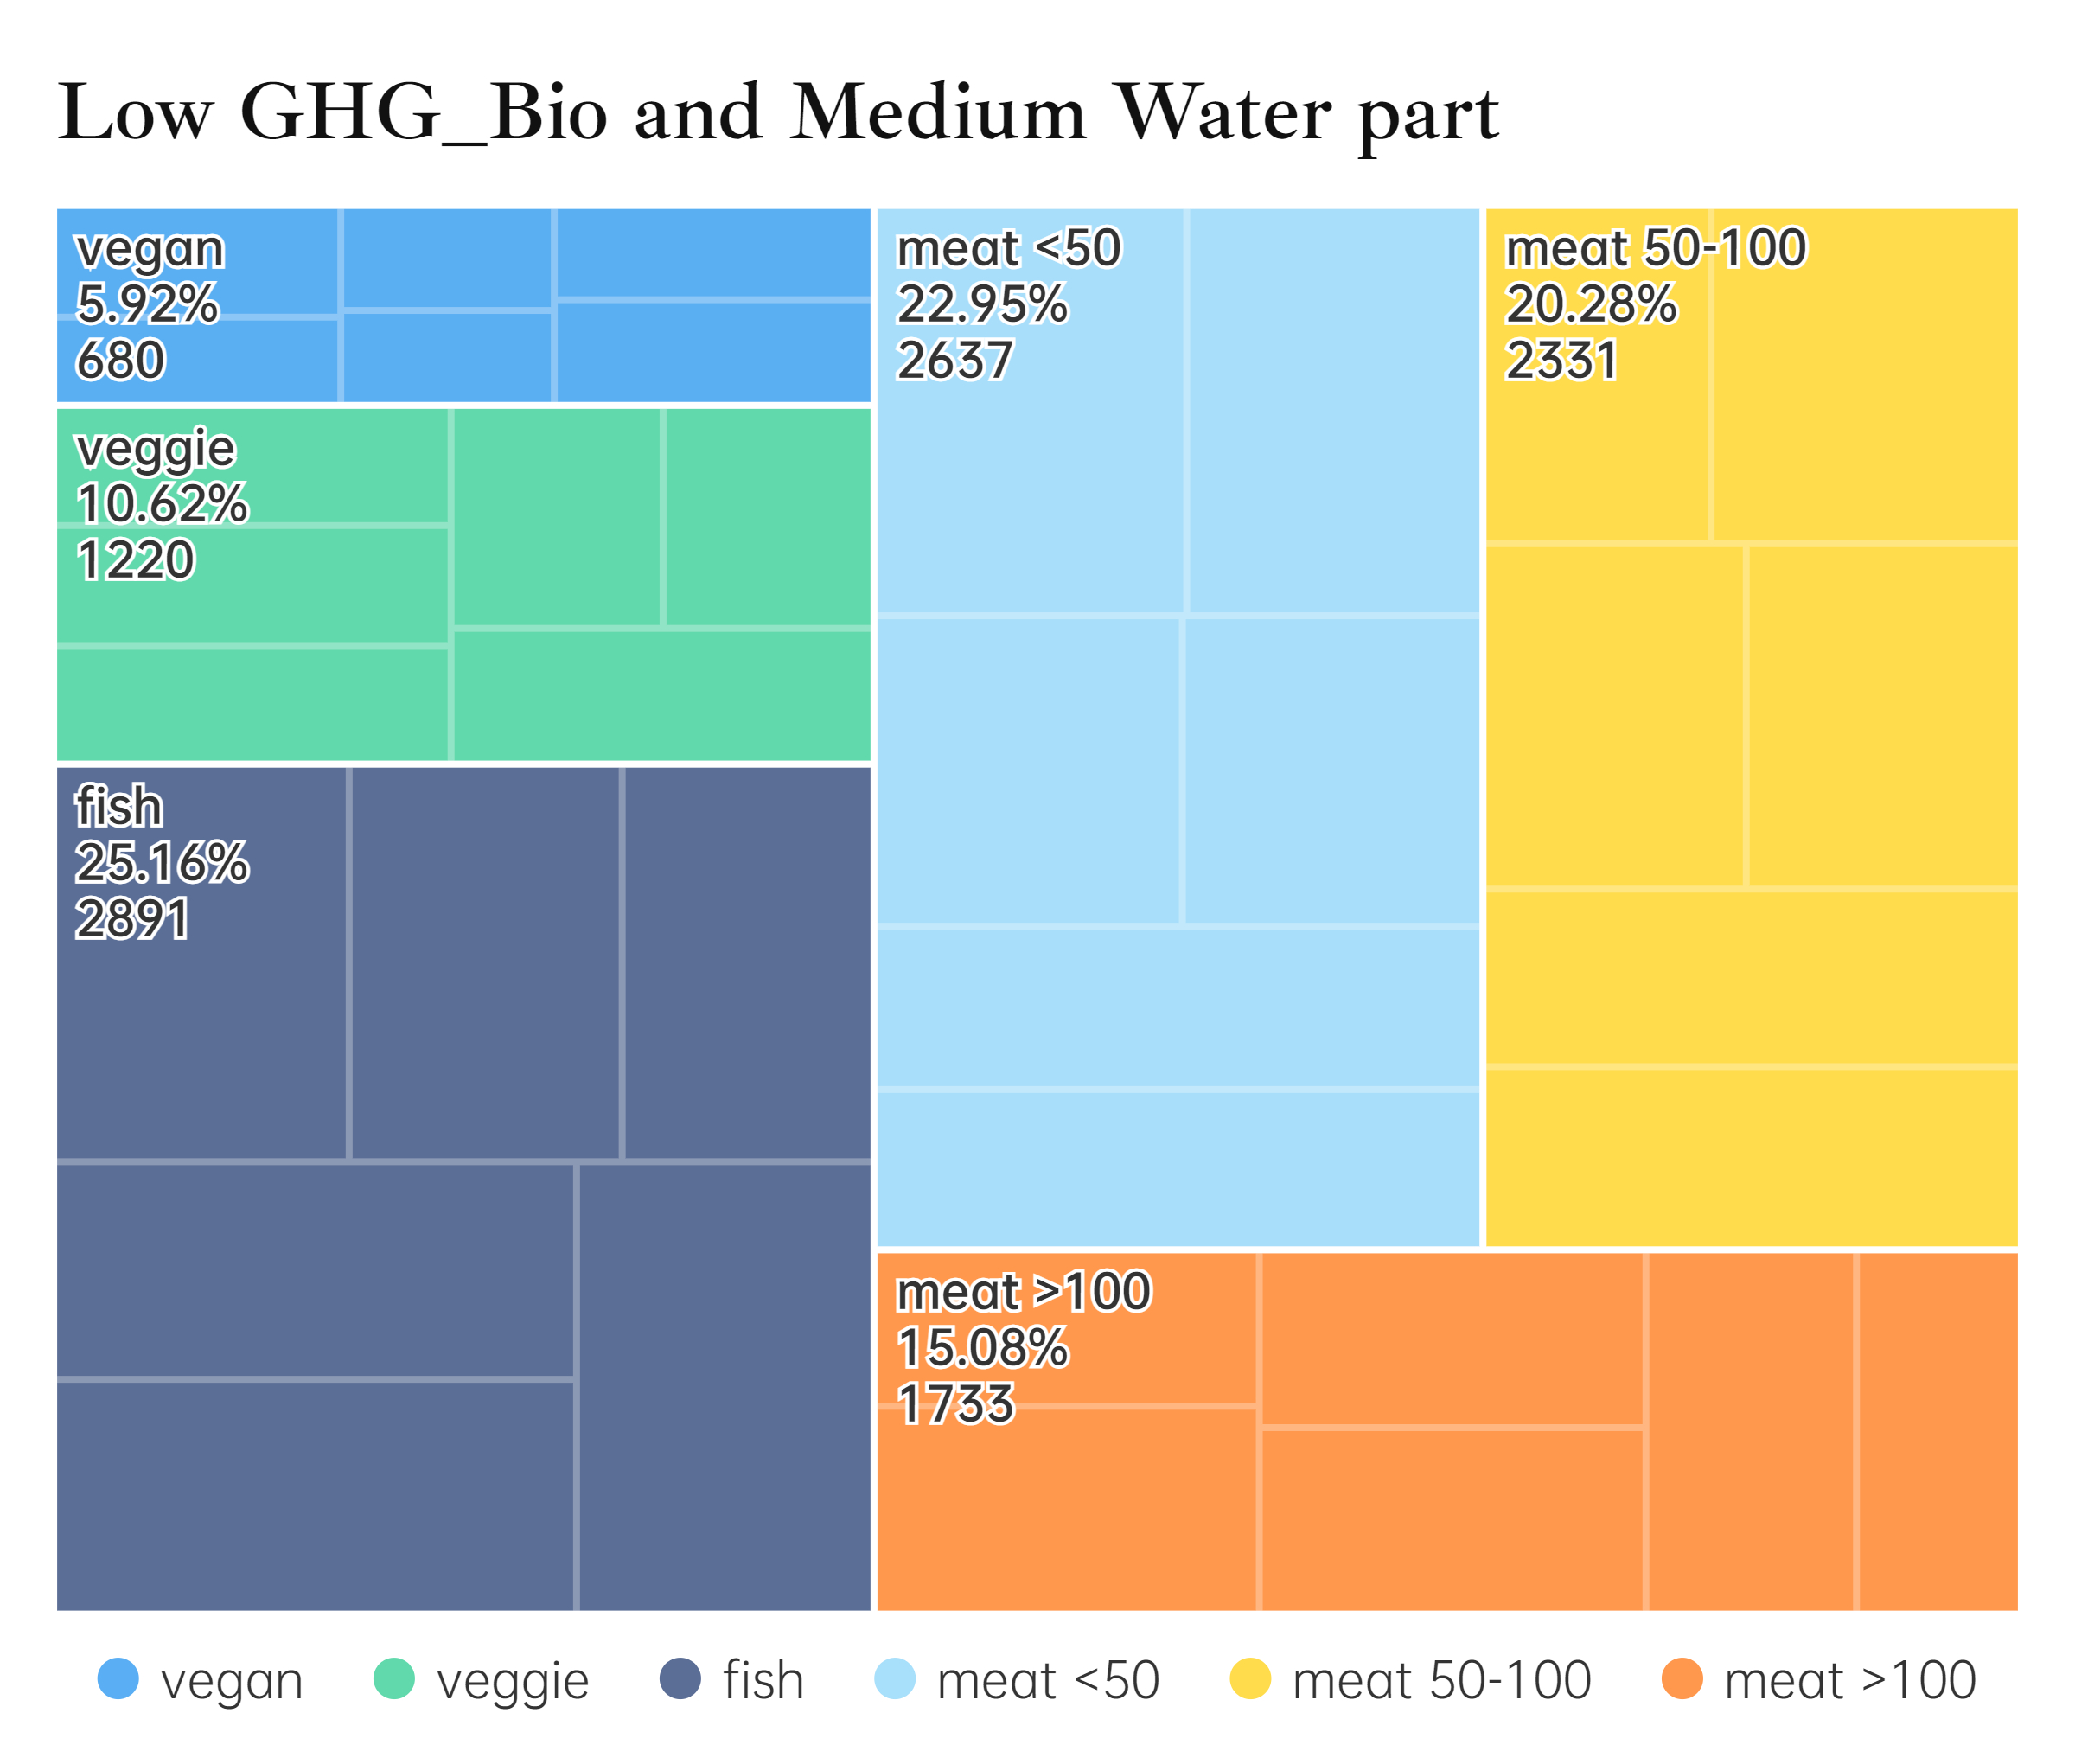 Low GHG_Bio and Medium Water part
vegan
5.92%
680
veggie
10.62%
1220
fish
25.16%
2891
meat <50
22.95%
2637
meat 50-100
20.28%
2331
meat >100
15.08%
1733
vegan
veggie
fish
meat <50
meat 50-100
meat >100